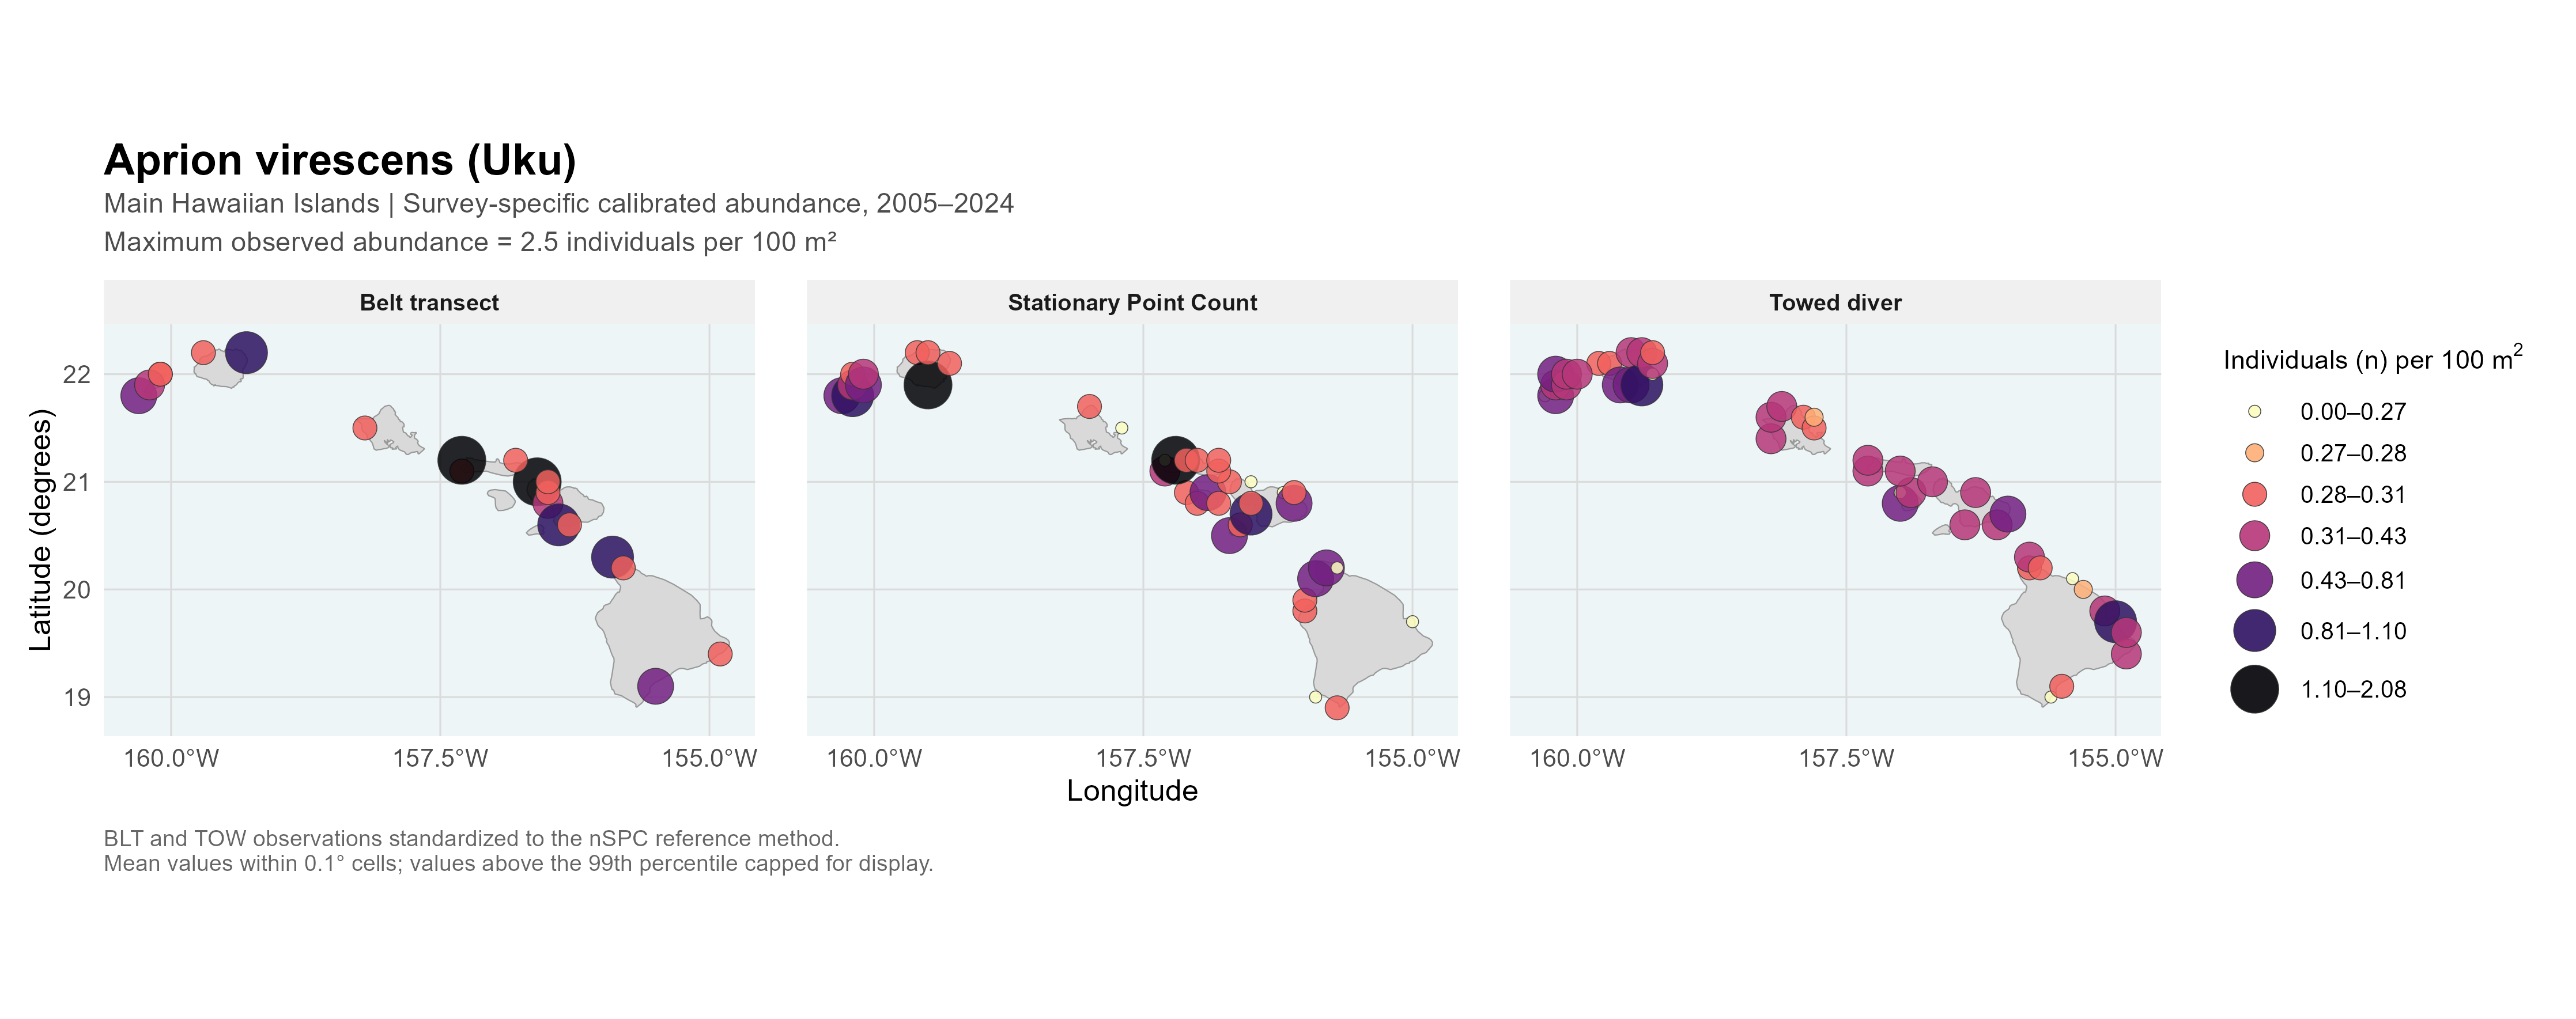 Aprion virescens (Uku)
Main Hawaiian Islands | Survey-specific calibrated abundance, 2005–2024
Maximum observed abundance = 2.5 individuals per 100 m²
Belt transect
Stationary Point Count
Towed diver
Latitude (degrees)
22
21
20
19
160.0°W
157.5°W
155.0°W
160.0°W
157.5°W
155.0°W
160.0°W
157.5°W
155.0°W
Longitude
Individuals (n) per 100 m²
0.00–0.27
0.27–0.28
0.28–0.31
0.31–0.43
0.43–0.81
0.81–1.10
1.10–2.08
BLT and TOW observations standardized to the nSPC reference method.
Mean values within 0.1° cells; values above the 99th percentile capped for display.